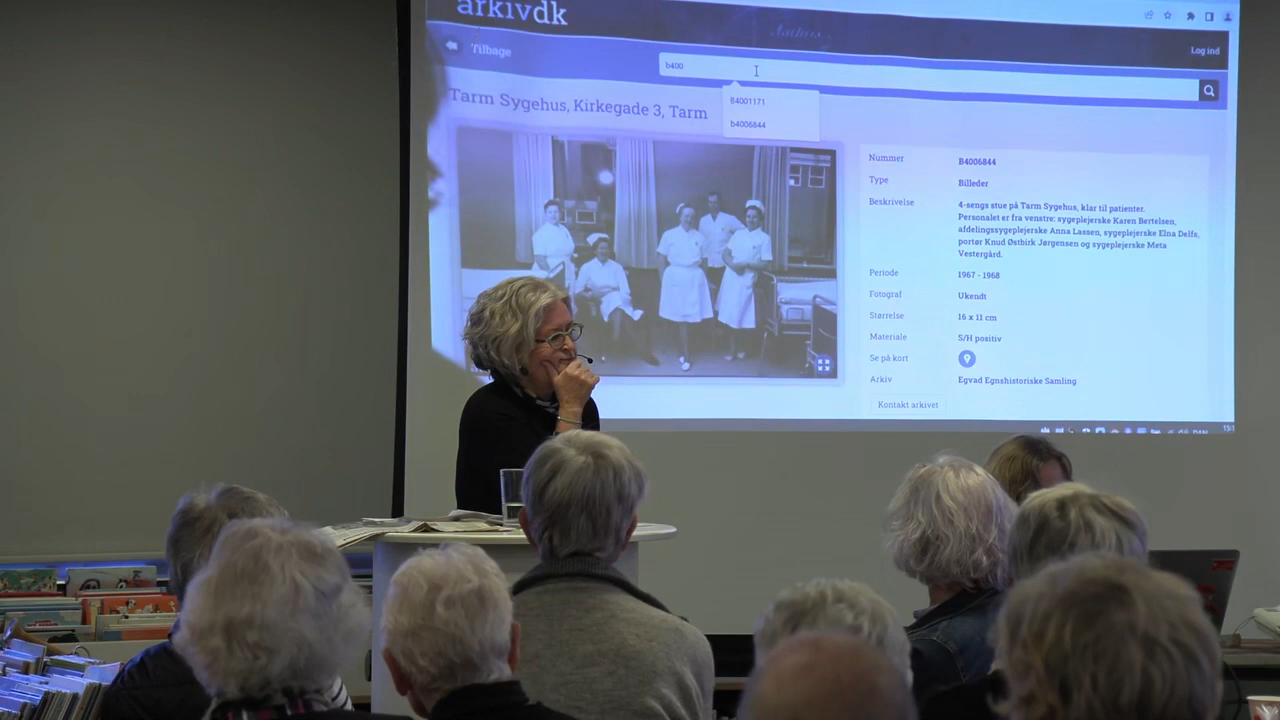 arkivdk
Aarhus
Tilbage
Log ind
b400
B4001171
b4006844
Tarm Sygehus, Kirkegade 3, Tarm
Nummer B4006844
Type Billeder
Beskrivelse 4-sengs stue på Tarm Sygehus, klar til patienter.
Personalet er fra venstre: sygeplejerske Karen Bertelsen,
afdelingssygeplejerske Anna Lassen, sygeplejerske Elna Delfs,
portør Knud Østbirk Jørgensen og sygeplejerske Meta
Vestergård.
Periode 1967 - 1968
Fotograf Ukendt
Størrelse 16 x 11 cm
Materiale S/H positiv
Se på kort
Arkiv Egvad Egnshistoriske Samling
Kontakt arkivet
DAN